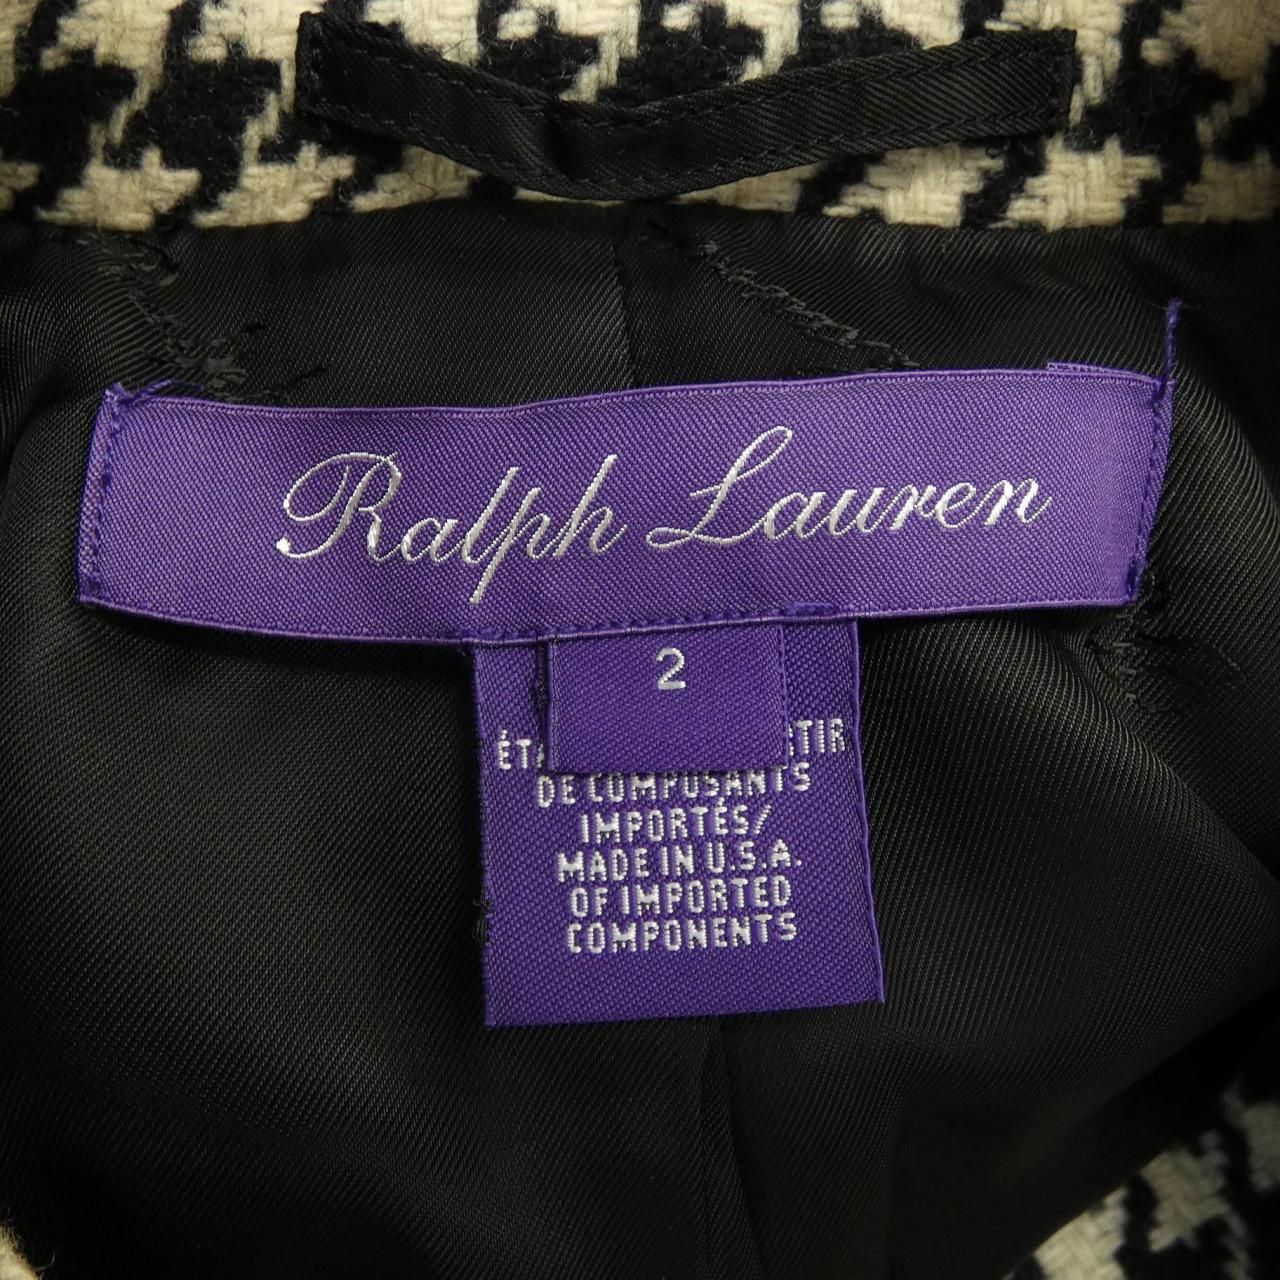 Ralph Lauren
2
DE COMPOSANTS
IMPORTÉS/
MADE IN U.S.A.
OF IMPORTED
COMPONENTS